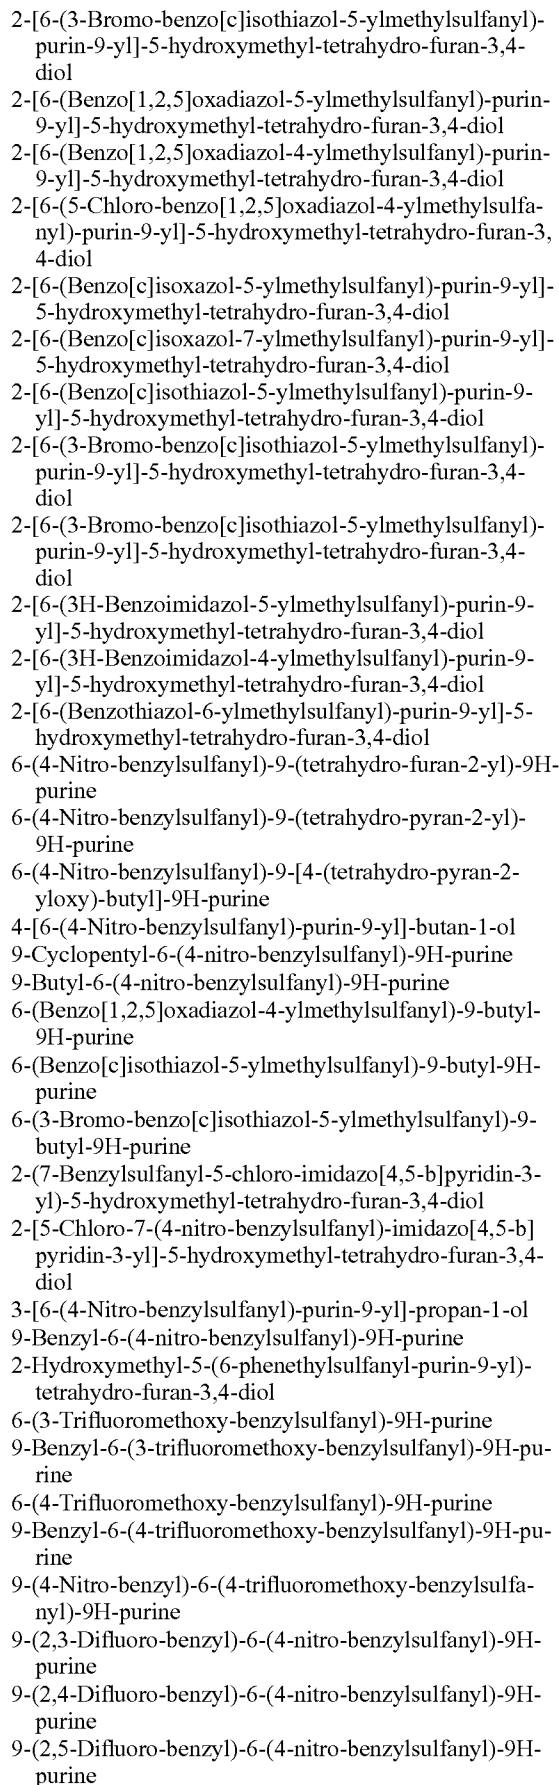 2-[6-(3-Bromo-benzo[c]isothiazol-5-ylmethylsulfanyl)-
purin-9-yl]-5-hydroxymethyl-tetrahydro-furan-3,4-
diol
2-[6-(Benzo[1,2,5]oxadiazol-5-ylmethylsulfanyl)-purin-
9-yl]-5-hydroxymethyl-tetrahydro-furan-3,4-diol
2-[6-(Benzo[1,2,5]oxadiazol-4-ylmethylsulfanyl)-purin-
9-yl]-5-hydroxymethyl-tetrahydro-furan-3,4-diol
2-[6-(5-Chloro-benzo[1,2,5]oxadiazol-4-ylmethylsulfa-
nyl)-purin-9-yl]-5-hydroxymethyl-tetrahydro-furan-3,
4-diol
2-[6-(Benzo[c]isoxazol-5-ylmethylsulfanyl)-purin-9-yl]-
5-hydroxymethyl-tetrahydro-furan-3,4-diol
2-[6-(Benzo[c]isoxazol-7-ylmethylsulfanyl)-purin-9-yl]-
5-hydroxymethyl-tetrahydro-furan-3,4-diol
2-[6-(Benzo[c]isothiazol-5-ylmethylsulfanyl)-purin-9-
yl]-5-hydroxymethyl-tetrahydro-furan-3,4-diol
2-[6-(3-Bromo-benzo[c]isothiazol-5-ylmethylsulfanyl)-
purin-9-yl]-5-hydroxymethyl-tetrahydro-furan-3,4-
diol
2-[6-(3-Bromo-benzo[c]isothiazol-5-ylmethylsulfanyl)-
purin-9-yl]-5-hydroxymethyl-tetrahydro-furan-3,4-
diol
2-[6-(3H-Benzoimidazol-5-ylmethylsulfanyl)-purin-9-
yl]-5-hydroxymethyl-tetrahydro-furan-3,4-diol
2-[6-(3H-Benzoimidazol-4-ylmethylsulfanyl)-purin-9-
yl]-5-hydroxymethyl-tetrahydro-furan-3,4-diol
2-[6-(Benzothiazol-6-ylmethylsulfanyl)-purin-9-yl]-5-
hydroxymethyl-tetrahydro-furan-3,4-diol
6-(4-Nitro-benzylsulfanyl)-9-(tetrahydro-furan-2-yl)-9H-
purine
6-(4-Nitro-benzylsulfanyl)-9-(tetrahydro-pyran-2-yl)-
9H-purine
6-(4-Nitro-benzylsulfanyl)-9-[4-(tetrahydro-pyran-2-
yloxy)-butyl]-9H-purine
4-[6-(4-Nitro-benzylsulfanyl)-purin-9-yl]-butan-1-ol
9-Cyclopentyl-6-(4-nitro-benzylsulfanyl)-9H-purine
9-Butyl-6-(4-nitro-benzylsulfanyl)-9H-purine
6-(Benzo[1,2,5]oxadiazol-4-ylmethylsulfanyl)-9-butyl-
9H-purine
6-(Benzo[c]isothiazol-5-ylmethylsulfanyl)-9-butyl-9H-
purine
6-(3-Bromo-benzo[c]isothiazol-5-ylmethylsulfanyl)-9-
butyl-9H-purine
2-(7-Benzylsulfanyl-5-chloro-imidazo[4,5-b]pyridin-3-
yl)-5-hydroxymethyl-tetrahydro-furan-3,4-diol
2-[5-Chloro-7-(4-nitro-benzylsulfanyl)-imidazo[4,5-b]
pyridin-3-yl]-5-hydroxymethyl-tetrahydro-furan-3,4-
diol
3-[6-(4-Nitro-benzylsulfanyl)-purin-9-yl]-propan-1-ol
9-Benzyl-6-(4-nitro-benzylsulfanyl)-9H-purine
2-Hydroxymethyl-5-(6-phenethylsulfanyl-purin-9-yl)-
tetrahydro-furan-3,4-diol
6-(3-Trifluoromethoxy-benzylsulfanyl)-9H-purine
9-Benzyl-6-(3-trifluoromethoxy-benzylsulfanyl)-9H-pu-
rine
6-(4-Trifluoromethoxy-benzylsulfanyl)-9H-purine
9-Benzyl-6-(4-trifluoromethoxy-benzylsulfanyl)-9H-pu-
rine
9-(4-Nitro-benzyl)-6-(4-trifluoromethoxy-benzylsulfa-
nyl)-9H-purine
9-(2,3-Difluoro-benzyl)-6-(4-nitro-benzylsulfanyl)-9H-
purine
9-(2,4-Difluoro-benzyl)-6-(4-nitro-benzylsulfanyl)-9H-
purine
9-(2,5-Difluoro-benzyl)-6-(4-nitro-benzylsulfanyl)-9H-
purine